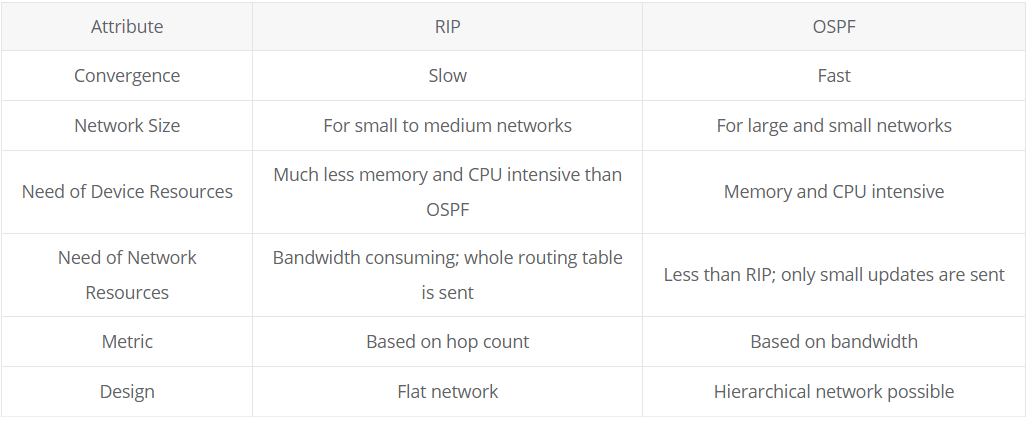 Attribute RIP OSPF
Convergence Slow Fast
Network Size For small to medium networks For large and small networks
Need of Device Resources Much less memory and CPU intensive than
OSPF Memory and CPU intensive
Need of Network
Resources Bandwidth consuming; whole routing table
is sent Less than RIP; only small updates are sent
Metric Based on hop count Based on bandwidth
Design Flat network Hierarchical network possible